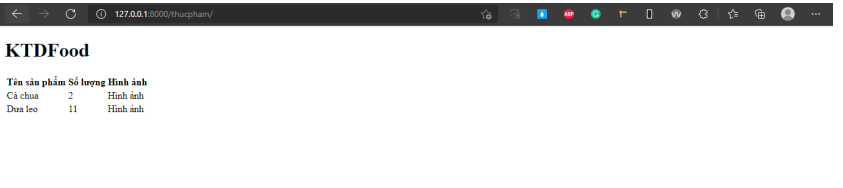 127.0.0.1:8000/thucpham/
ABP
KTDFood
Tên sản phẩm Số lượng Hình ảnh
Cà chua 2 Hình ảnh
Dưa leo 11 Hình ảnh